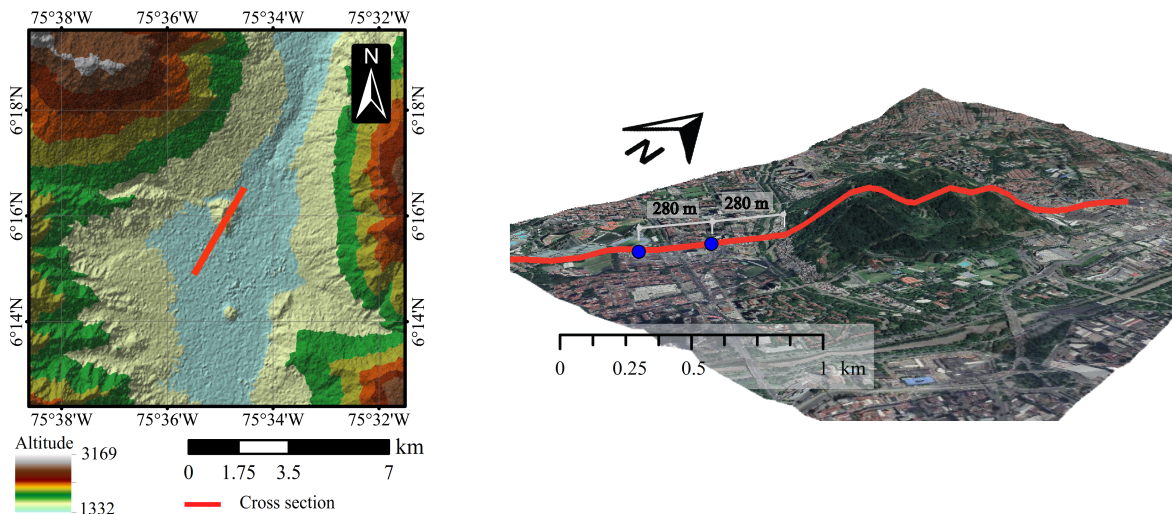 75°38'W 75°36'W 75°34'W 75°32'W
N
6°18'N 6°18'N
6°16'N 6°16'N
6°14'N 6°14'N
75°38'W 75°36'W 75°34'W 75°32'W
Altitude
3169
1332
km
0 1.75 3.5 7
Cross section
N
280 m 280 m
0 0.25 0.5 1 km